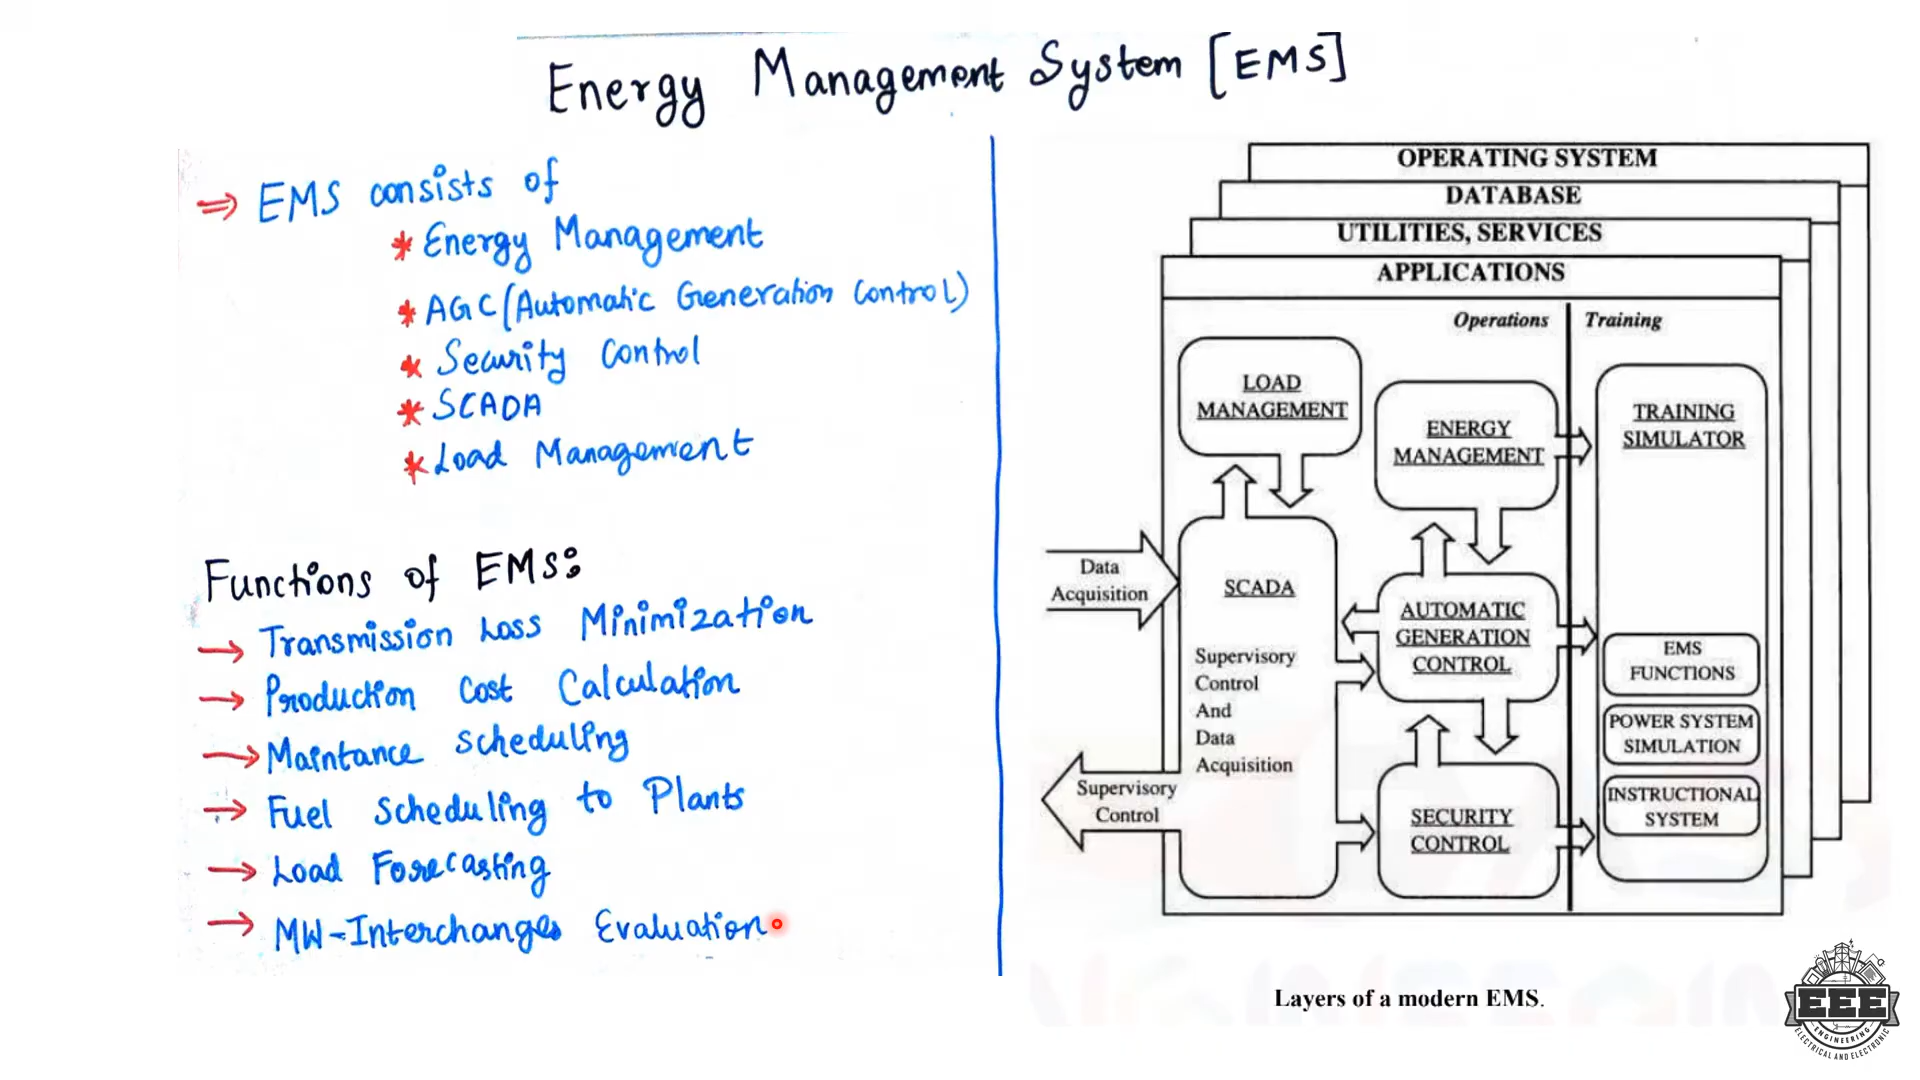 Energy Management System [EMS]
⇒ EMS consists of
* Energy Management
* AGC (Automatic Generation Control)
* Security Control
* SCADA
* Load Management
Functions of EMS:
→ Transmission Loss Minimization
→ Production Cost Calculation
→ Maintance Scheduling
→ Fuel Scheduling to Plants
→ Load Forecasting
→ MW-Interchanges Evaluation
OPERATING SYSTEM
DATABASE
UTILITIES, SERVICES
APPLICATIONS
Operations
Training
LOAD
MANAGEMENT
ENERGY
MANAGEMENT
TRAINING
SIMULATOR
Data
Acquisition
SCADA
Supervisory
Control
And
Data
Acquisition
AUTOMATIC
GENERATION
CONTROL
EMS
FUNCTIONS
POWER SYSTEM
SIMULATION
INSTRUCTIONAL
SYSTEM
Supervisory
Control
SECURITY
CONTROL
Layers of a modern EMS.
EEE
ENGINEERING
ELECTRICAL AND ELECTRONIC